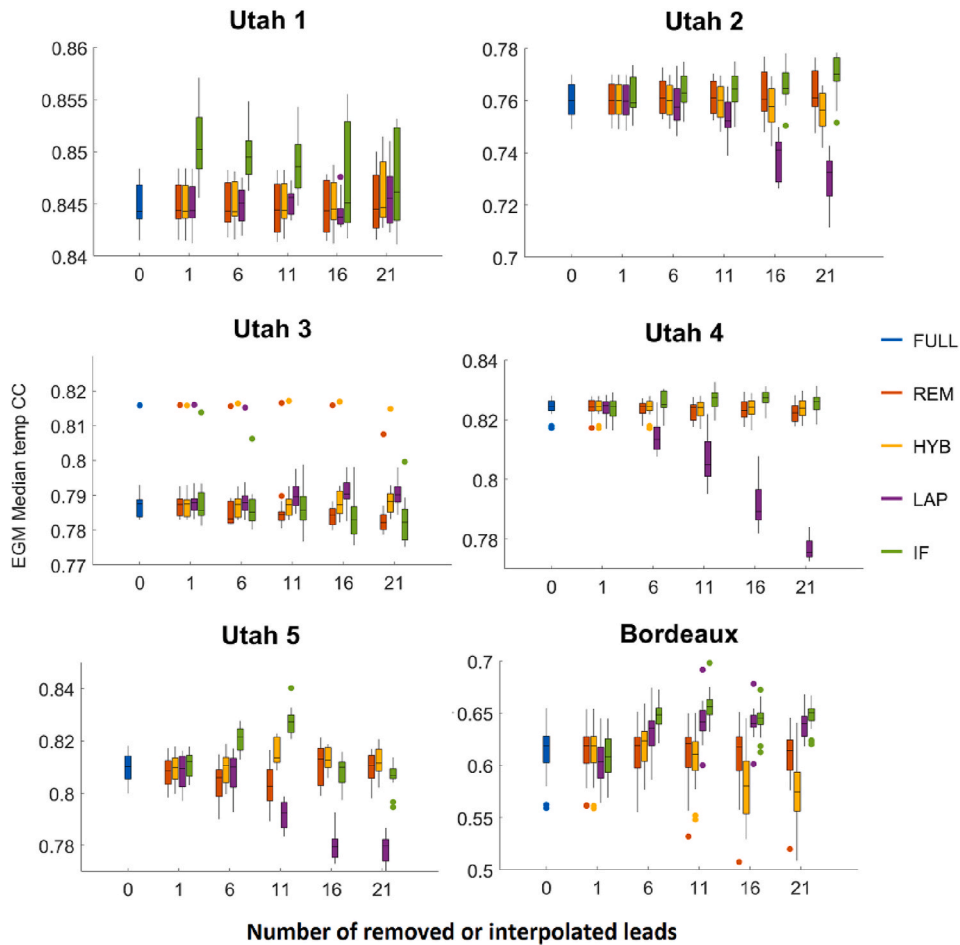 Utah 1
0.86
0.855
0.85
0.845
0.84
0 1 6 11 16 21
Utah 2
0.78
0.76
0.74
0.72
0.7
0 1 6 11 16 21
Utah 3
0.82
0.8
0.79
0.78
0.77
0 1 6 11 16 21
EGM Median temp CC
Utah 4
0.84
0.82
0.8
0.78
0 1 6 11 16 21
FULL
REM
HYB
LAP
IF
Utah 5
0.84
0.82
0.8
0.78
0 1 6 11 16 21
Bordeaux
0.7
0.65
0.6
0.5
0 1 6 11 16 21
Number of removed or interpolated leads